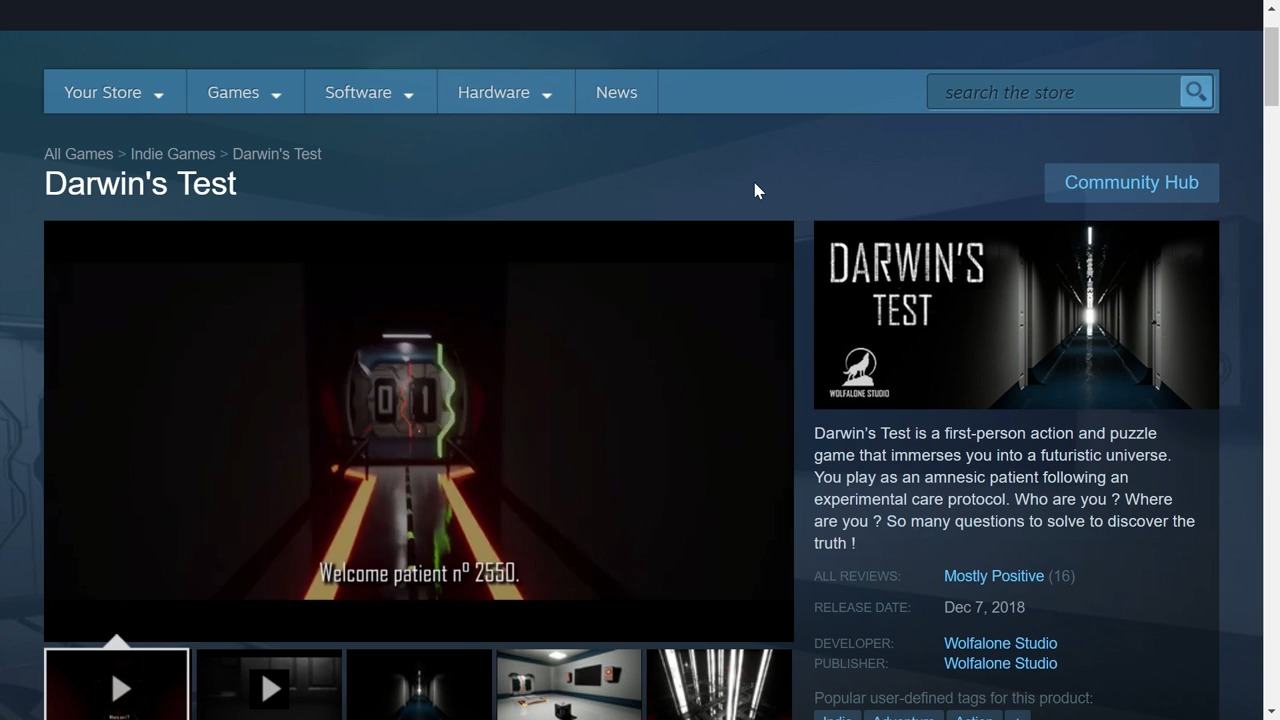 Your Store Games Software Hardware News search the store
All Games > Indie Games > Darwin's Test
Darwin's Test
Community Hub
01
Welcome patient nº 2550.
DARWIN'S
TEST
WOLFALONE STUDIO
Darwin's Test is a first-person action and puzzle
game that immerses you into a futuristic universe.
You play as an amnesic patient following an
experimental care protocol. Who are you ? Where
are you ? So many questions to solve to discover the
truth !
ALL REVIEWS: Mostly Positive (16)
RELEASE DATE: Dec 7, 2018
DEVELOPER: Wolfalone Studio
PUBLISHER: Wolfalone Studio
Popular user-defined tags for this product:
Indie Adventure Action +